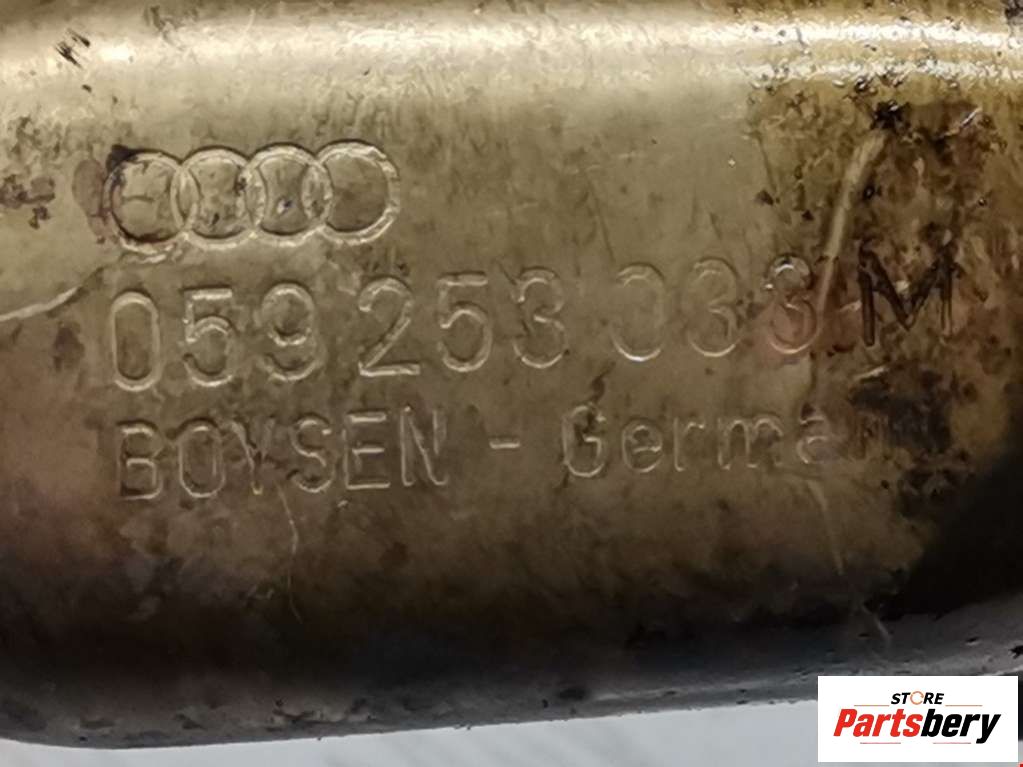 059 253 033 M
BOYSEN - German
STORE
Partsbery